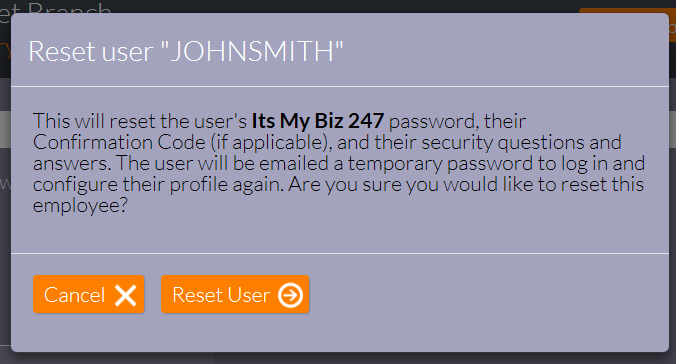 et Branch
Reset user "JOHNSMITH"
This will reset the user's Its My Biz 247 password, their
Confirmation Code (if applicable), and their security questions and
answers. The user will be emailed a temporary password to log in and
configure their profile again. Are you sure you would like to reset this
employee?
Cancel
Reset User